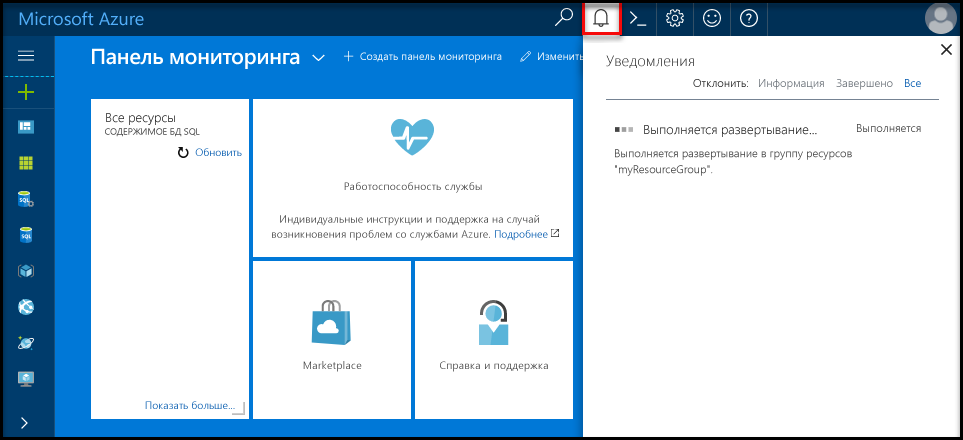 Microsoft Azure
Панель мониторинга
Создать панель мониторинга
Изменить
Все ресурсы
СОДЕРЖИМОЕ БД SQL
Обновить
Показать больше...
Работоспособность службы
Индивидуальные инструкции и поддержка на случай
возникновения проблем со службами Azure. Подробнее
Marketplace
Справка и поддержка
Уведомления
Отклонить: Информация Завершено Все
Выполняется развертывание... Выполняется
Выполняется развертывание в группу ресурсов
"myResourceGroup".
SQL
SQL